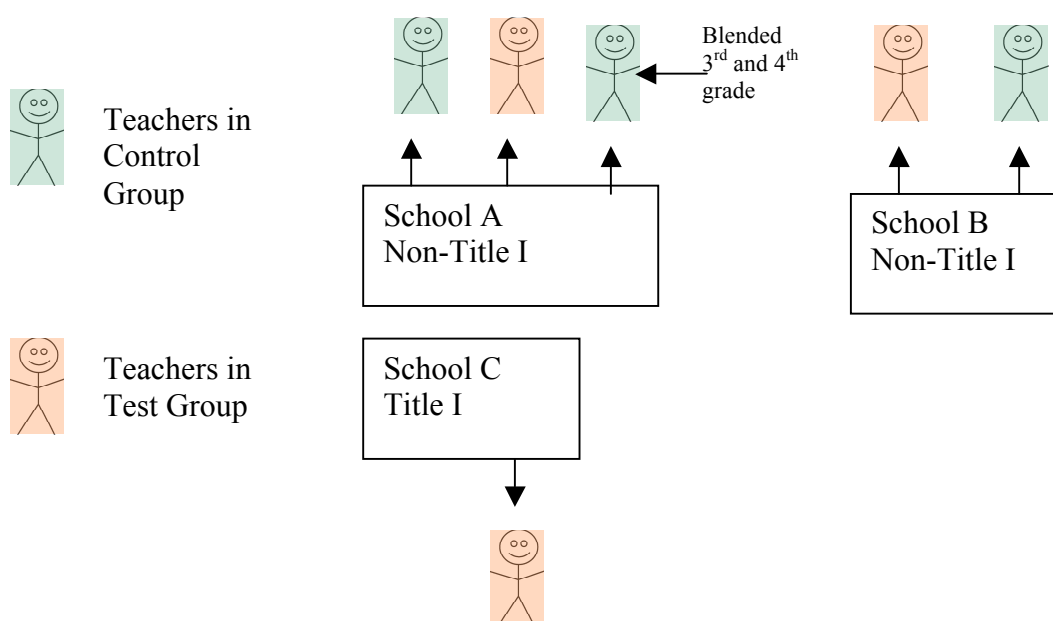 Blended
3rd and 4th
grade
Teachers in
Control
Group
School A
Non-Title I
School B
Non-Title I
Teachers in
Test Group
School C
Title I